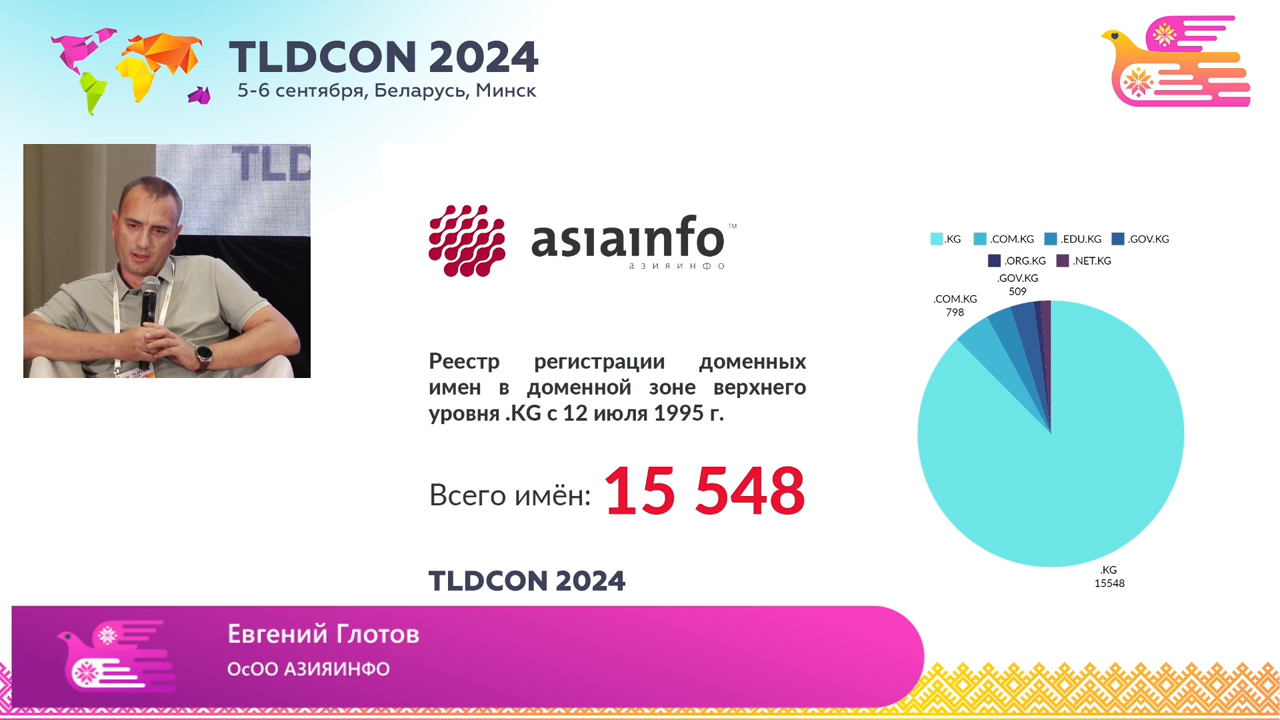 TLDCON 2024
5-6 сентября, Беларусь, Минск
TLD
asıaınfo™
азияинфо
Реестр регистрации доменных
имен в доменной зоне верхнего
уровня .KG с 12 июля 1995 г.
Всего имён: 15 548
TLDCON 2024
.KG .COM.KG .EDU.KG .GOV.KG
.ORG.KG .NET.KG
.GOV.KG
509
.COM.KG
798
.KG
15548
Евгений Глотов
ОсОО АЗИЯИНФО